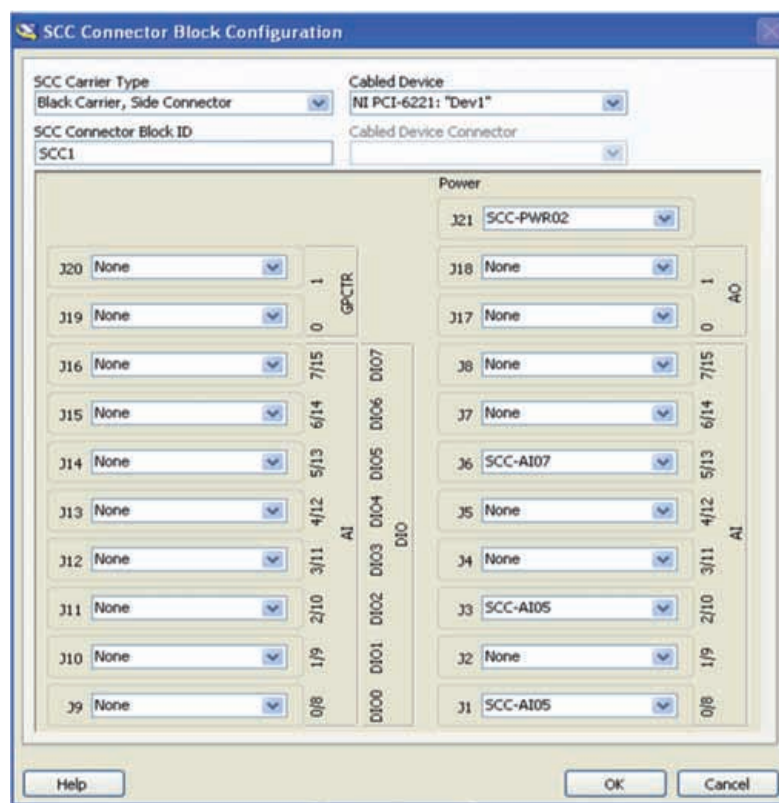 SCC Connector Block Configuration
SCC Carrier Type
Cabled Device
Black Carrier, Side Connector
NI PCI-6221: "Dev1"
SCC Connector Block ID
Cabled Device Connector
SCC1
Power
J21 SCC-PWR02
J20 None
1
J18 None
1
GPCTR
AO
J19 None
0
J17 None
0
J16 None
7/15
DIO7
J8 None
7/15
J15 None
6/14
DIO6
J7 None
6/14
J14 None
5/13
DIO5
J6 SCC-AI07
5/13
J13 None
4/12
DIO4
J5 None
4/12
AI
DIO
AI
J12 None
3/11
DIO3
J4 None
3/11
J11 None
2/10
DIO2
J3 SCC-AI05
2/10
J10 None
1/9
DIO1
J2 None
1/9
J9 None
0/8
DIO0
J1 SCC-AI05
0/8
Help
OK
Cancel